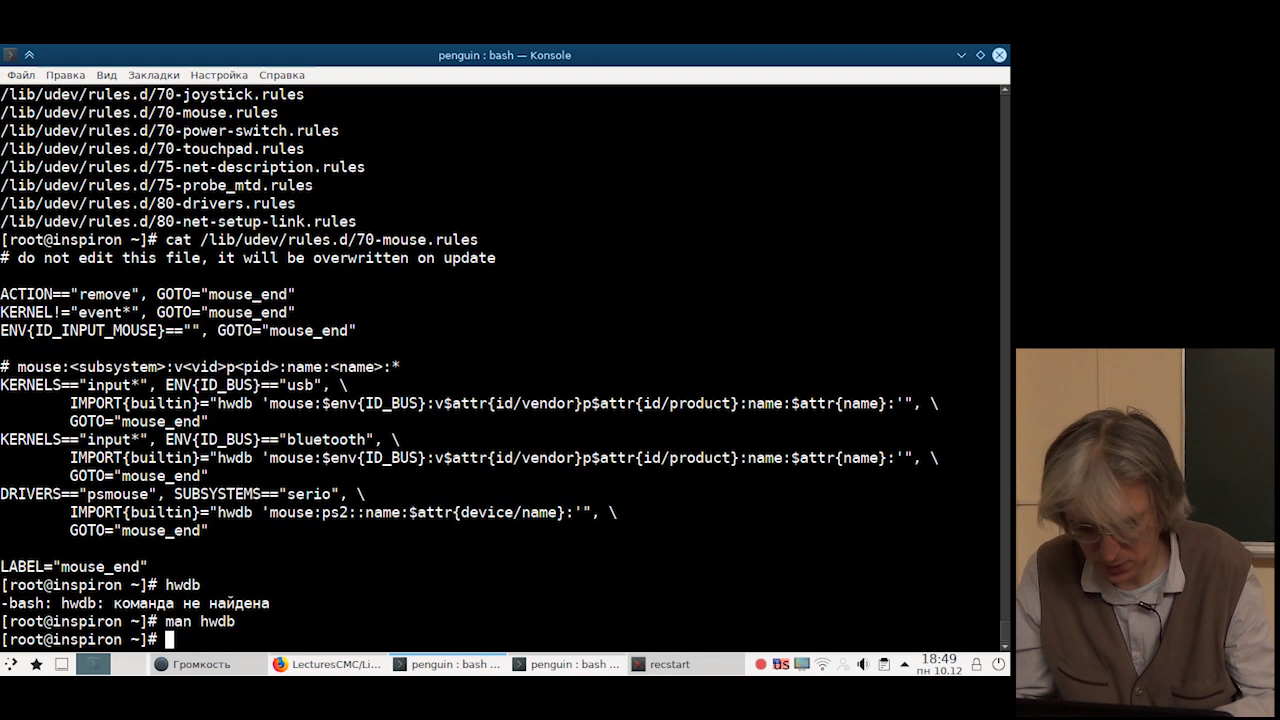 penguin : bash — Konsole
Файл Правка Вид Закладки Настройка Справка
/lib/udev/rules.d/70-joystick.rules
/lib/udev/rules.d/70-mouse.rules
/lib/udev/rules.d/70-power-switch.rules
/lib/udev/rules.d/70-touchpad.rules
/lib/udev/rules.d/75-net-description.rules
/lib/udev/rules.d/75-probe_mtd.rules
/lib/udev/rules.d/80-drivers.rules
/lib/udev/rules.d/80-net-setup-link.rules
[root@inspiron ~]# cat /lib/udev/rules.d/70-mouse.rules
# do not edit this file, it will be overwritten on update
ACTION=="remove", GOTO="mouse_end"
KERNEL!="event*", GOTO="mouse_end"
ENV{ID_INPUT_MOUSE}=="", GOTO="mouse_end"
# mouse:<subsystem>:v<vid>p<pid>:name:<name>:*
KERNELS=="input*", ENV{ID_BUS}=="usb", \
IMPORT{builtin}="hwdb 'mouse:$env{ID_BUS}:v$attr{id/vendor}p$attr{id/product}:name:$attr{name}:'", \
GOTO="mouse_end"
KERNELS=="input*", ENV{ID_BUS}=="bluetooth", \
IMPORT{builtin}="hwdb 'mouse:$env{ID_BUS}:v$attr{id/vendor}p$attr{id/product}:name:$attr{name}:'", \
GOTO="mouse_end"
DRIVERS=="psmouse", SUBSYSTEMS=="serio", \
IMPORT{builtin}="hwdb 'mouse:ps2::name:$attr{device/name}:'", \
GOTO="mouse_end"
LABEL="mouse_end"
[root@inspiron ~]# hwdb
-bash: hwdb: команда не найдена
[root@inspiron ~]# man hwdb
[root@inspiron ~]#
Громкость LecturesCMC/Li... penguin : bash ... penguin : bash ... recstart us 18:49
пн 10.12